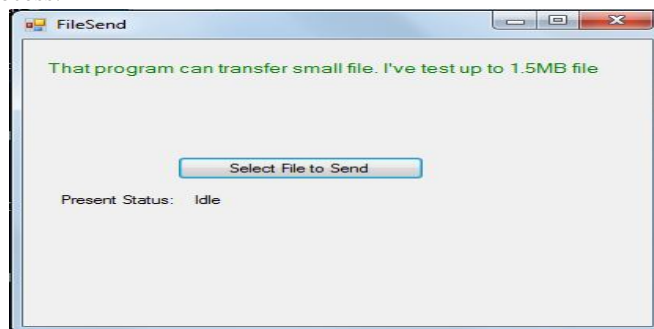 FileSend
That program can transfer small file. I've test up to 1.5MB file
Select File to Send
Present Status: Idle